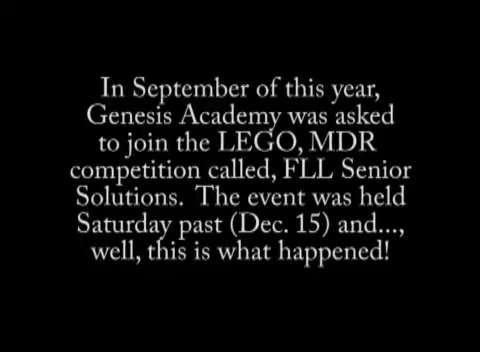 In September of this year,
Genesis Academy was asked
to join the LEGO, MDR
competition called, FLL Senior
Solutions.  The event was held
Saturday past (Dec. 15) and...,
well, this is what happened!